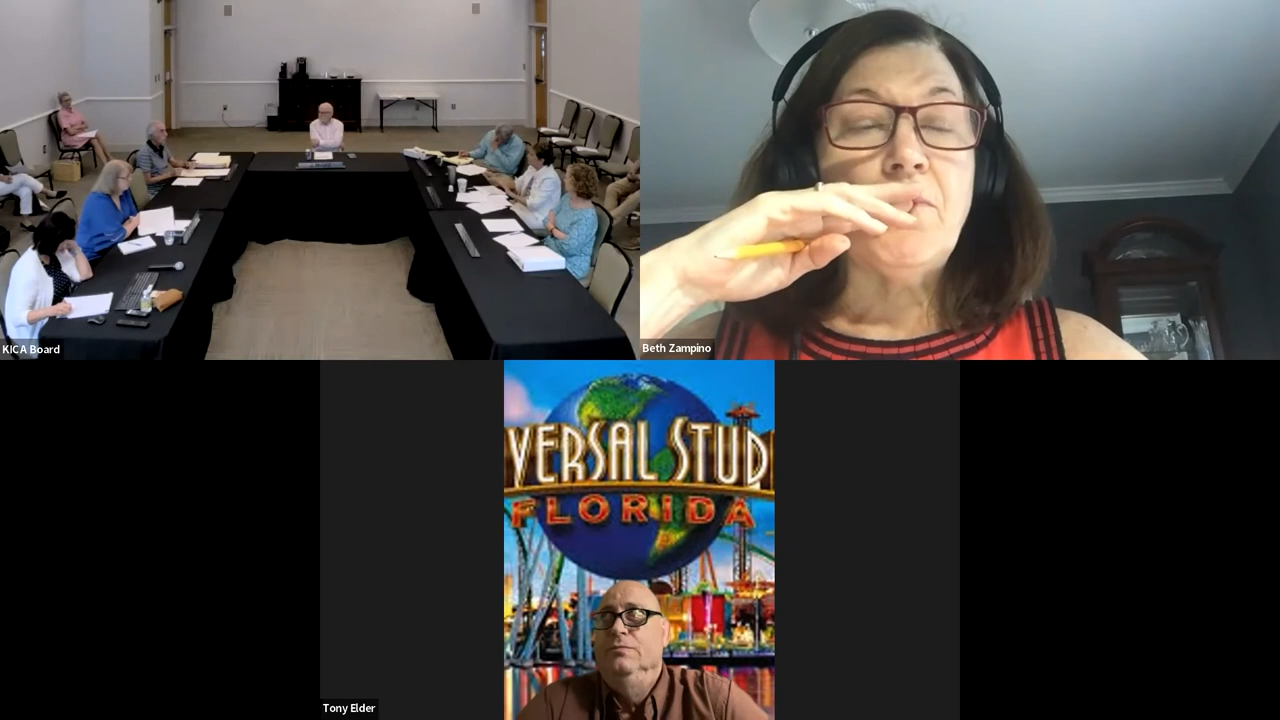 KICA Board
Beth Zampino
VERSAL STUD
FLORIDA
Tony Elder